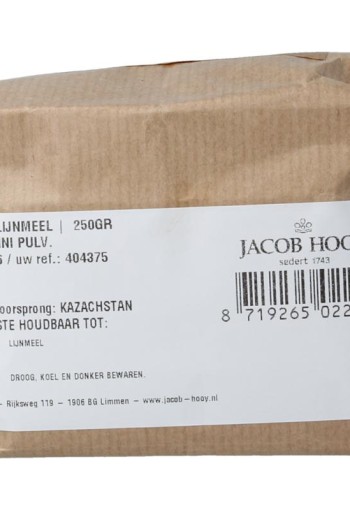 LIJNMEEL | 250GR
NI PULV.
/ uw ref.: 404375
JACOB HOOY
sedert 1743
8 719265 022
oorsprong: KAZACHSTAN
STE HOUDBAAR TOT:
LIJNMEEL
DROOG, KOEL EN DONKER BEWAREN.
- Rijksweg 119 - 1906 BG Limmen - www.jacob-hooy.nl